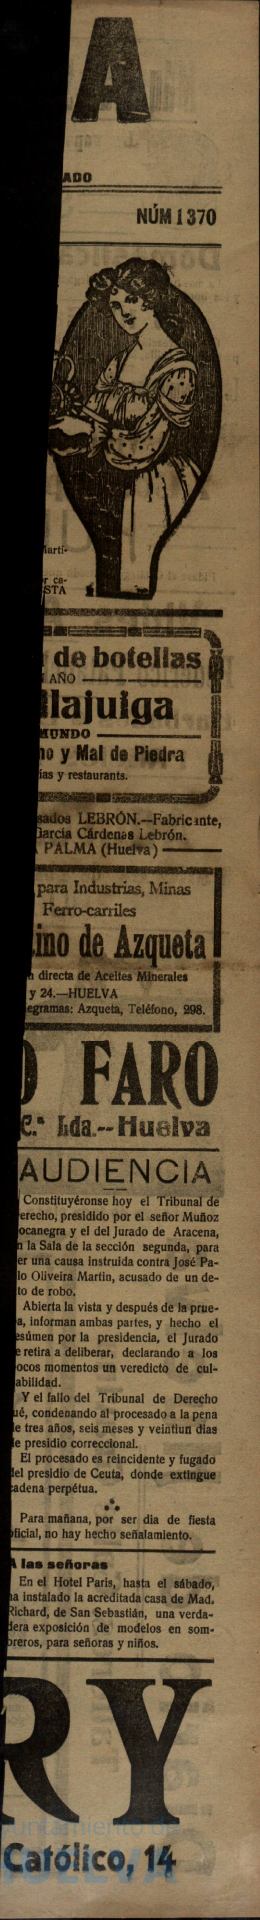 A
ADO
NÚM 1370
Marti-
r ca-
STA
de botellas
AÑO
llajuiga
MUNDO
no y Mal de Piedra
ias y restaurants.
sados LEBRÓN.—Fabricante,
García Cárdenas Lebrón.
PALMA (Huelva)
para Industrias, Minas
Ferro-carriles
Lino de Azqueta
n directa de Aceites Minerales
y 24.—HUELVA
egramas: Azqueta, Teléfono, 298.
O FARO
C.ª Lda.--Huelva
AUDIENCIA
Constituyéronse hoy el Tribunal de
erecho, presidido por el señor Muñoz
ocanegra y el del Jurado de Aracena,
n la Sala de la sección segunda, para
er una causa instruida contra José Pa-
lo Oliveira Martin, acusado de un de-
to de robo.
Abierta la vista y después de la prue-
a, informan ambas partes, y hecho el
esúmen por la presidencia, el Jurado
e retira a deliberar, declarando a los
ocos momentos un veredicto de cul-
abilidad.
Y el fallo del Tribunal de Derecho
ué, condenando al procesado a la pena
e tres años, seis meses y veintiun dias
e presidio correccional.
El procesado es reincidente y fugado
del presidio de Ceuta, donde extingue
adena perpétua.
Para mañana, por ser dia de fiesta
oficial, no hay hecho señalamiento.
A las señoras
En el Hotel Paris, hasta el sábado,
ha instalado la acreditada casa de Mad.
Richard, de San Sebastián, una verda-
dera exposición de modelos en som-
breros, para señoras y niños.
RY
Católico, 14